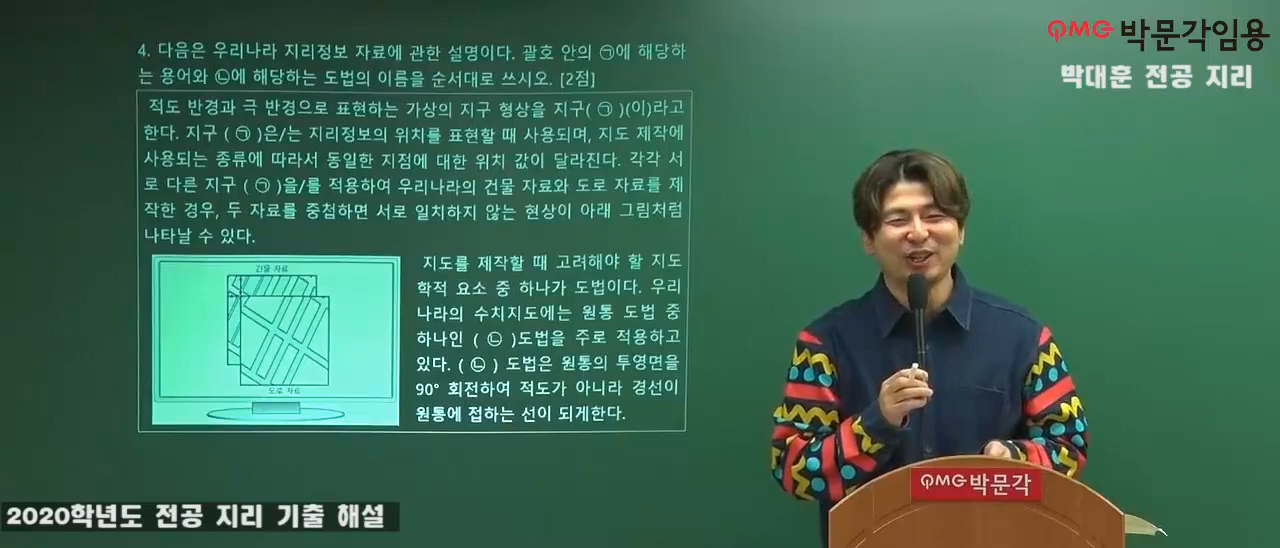 4. 다음은 우리나라 지리정보 자료에 관한 설명이다. 괄호 안의 ㉠에 해당하
는 용어와 ㉡에 해당하는 도법의 이름을 순서대로 쓰시오. [2점]
적도 반경과 극 반경으로 표현하는 가상의 지구 형상을 지구( ㉠ )(이)라고
한다. 지구 ( ㉠ )은/는 지리정보의 위치를 표현할 때 사용되며, 지도 제작에
사용되는 종류에 따라서 동일한 지점에 대한 위치 값이 달라진다. 각각 서
로 다른 지구 ( ㉠ )을/를 적용하여 우리나라의 건물 자료와 도로 자료를 제
작한 경우, 두 자료를 중첩하면 서로 일치하지 않는 현상이 아래 그림처럼
나타날 수 있다.
건물 자료
도로 자료
지도를 제작할 때 고려해야 할 지도
학적 요소 중 하나가 도법이다. 우리
나라의 수치지도에는 원통 도법 중
하나인 ( ㉡ )도법을 주로 적용하고
있다. ( ㉡ ) 도법은 원통의 투영면을
90° 회전하여 적도가 아니라 경선이
원통에 접하는 선이 되게한다.
PMG 박문각임용
박대훈 전공 지리
PMG 박문각
2020학년도 전공 지리 기출 해설